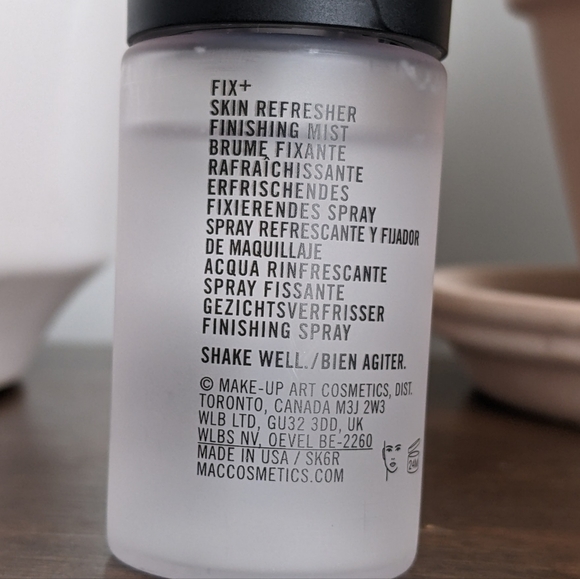 FIX+
SKIN REFRESHER
FINISHING MIST
BRUME FIXANTE
RAFRAÎCHISSANTE
ERFRISCHENDES
FIXIERENDES SPRAY
SPRAY REFRESCANTE Y FIJADOR
DE MAQUILLAJE
ACQUA RINFRESCANTE
SPRAY FISSANTE
GEZICHTSVERFRISSER
FINISHING SPRAY
SHAKE WELL./BIEN AGITER.
© MAKE-UP ART COSMETICS, DIST.
TORONTO, CANADA M3J 2W3
WLB LTD, GU32 3DD, UK
WLBS NV, OEVEL BE-2260
MADE IN USA / SK6R
MACCOSMETICS.COM
24M